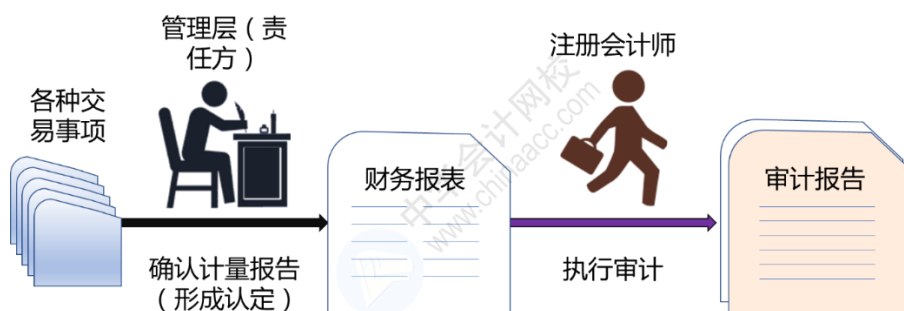 管理层（责
任方）
注册会计师
各种交
易事项
财务报表
审计报告
确认计量报告
（形成认定）
执行审计
中华会计网校
www.chinaacc.com